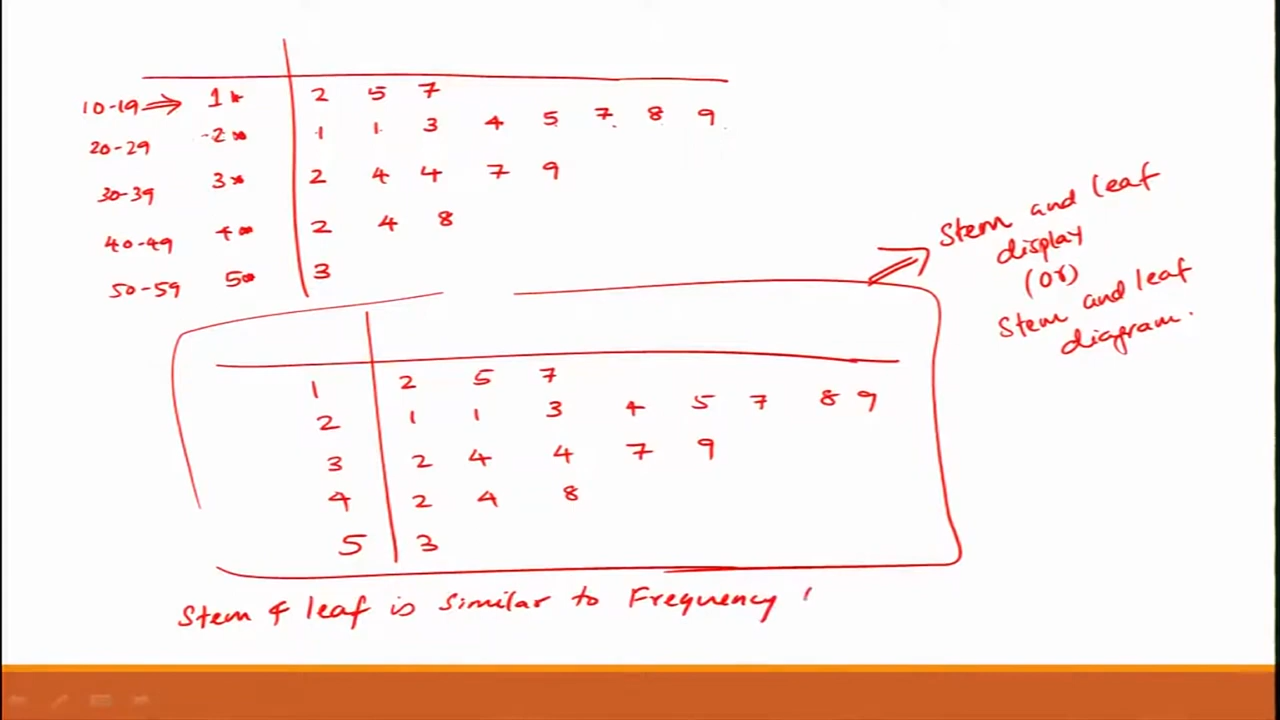 10-19 ⇒ 1* 2 5 7
20-29 2* 1 1 3 4 5 7 8 9
30-39 3* 2 4 4 7 9
40-49 4* 2 4 8
50-59 5* 3
Stem and leaf
display
(or)
Stem and leaf
diagram.
1 2 5 7
2 1 1 3 4 5 7 8 9
3 2 4 4 7 9
4 2 4 8
5 3
Stem & leaf is similar to Frequency